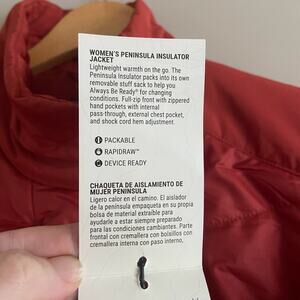 WOMEN'S PENINSULA INSULATOR
JACKET
Lightweight warmth on the go. The
Peninsula Insulator packs into its own
removable stuff sack to help you
Always Be Ready® for changing
conditions. Full-zip front with zippered
hand pockets with internal
pass-through, external chest pocket,
and shock cord hem adjustment.
PACKABLE
RAPIDRAW™
DEVICE READY
CHAQUETA DE AISLAMIENTO DE
MUJER PENINSULA
Ligero calor en el camino. El aislador
de la península empaqueta en su propia
bolsa de material extraíble para
ayudarle a estar siempre preparado
para las condiciones cambiantes. Parte
frontal con cremallera con bolsillos con
cremallera interna con paso interno.